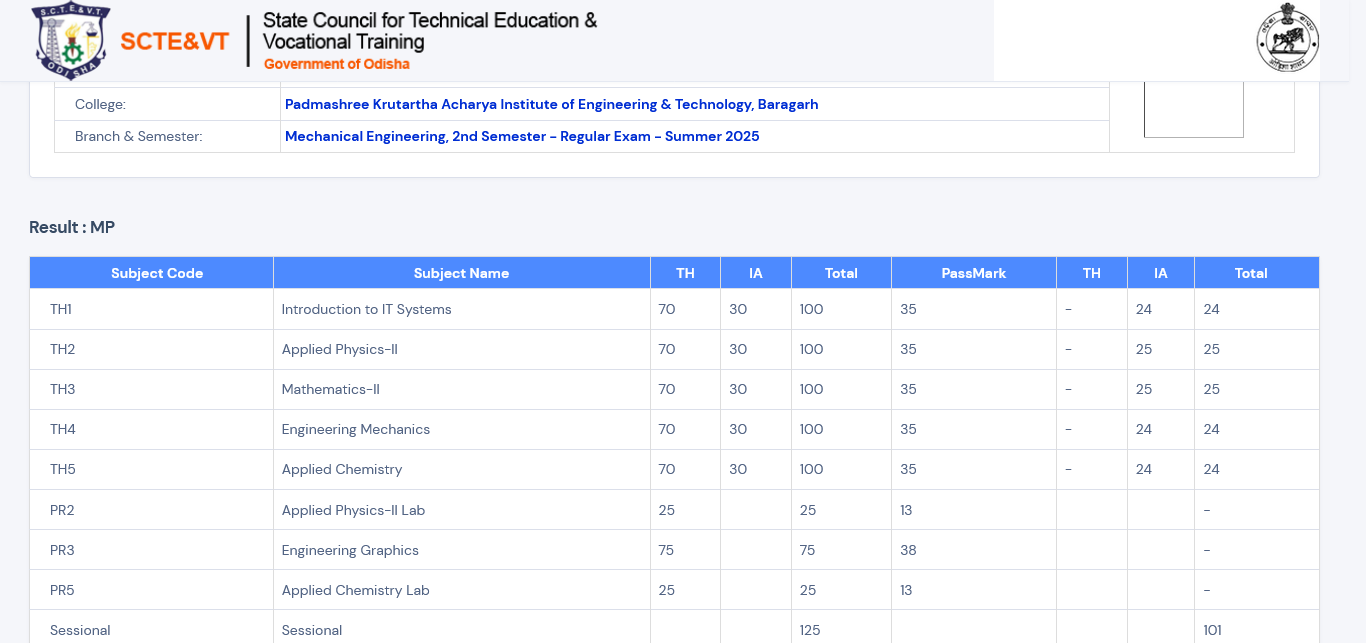 S.C.T.E.& V.T.
ODISHA
SCTE&VT
State Council for Technical Education &
Vocational Training
Government of Odisha
College: Padmashree Krutartha Acharya Institute of Engineering & Technology, Baragarh
Branch & Semester: Mechanical Engineering, 2nd Semester - Regular Exam - Summer 2025
Result : MP
Subject Code Subject Name TH IA Total PassMark TH IA Total
TH1 Introduction to IT Systems 70 30 100 35 - 24 24
TH2 Applied Physics-II 70 30 100 35 - 25 25
TH3 Mathematics-II 70 30 100 35 - 25 25
TH4 Engineering Mechanics 70 30 100 35 - 24 24
TH5 Applied Chemistry 70 30 100 35 - 24 24
PR2 Applied Physics-II Lab 25 25 13 -
PR3 Engineering Graphics 75 75 38 -
PR5 Applied Chemistry Lab 25 25 13 -
Sessional Sessional 125 101